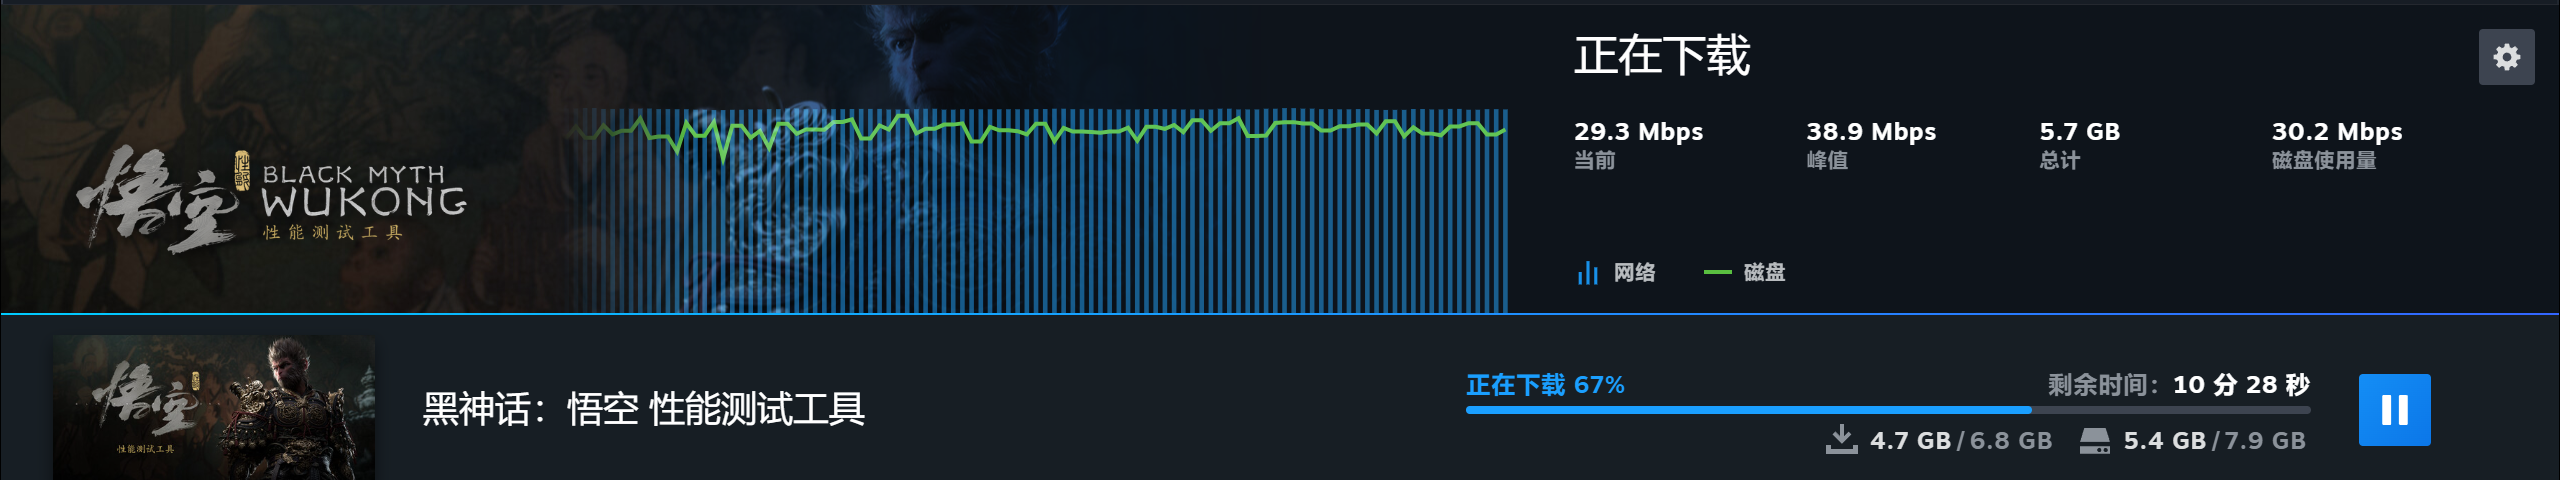 正在下载
29.3 Mbps
当前
38.9 Mbps
峰值
5.7 GB
总计
30.2 Mbps
磁盘使用量
悟空
BLACK MYTH
WUKONG
性能测试工具
网络
磁盘
悟空
性能测试工具
黑神话：悟空 性能测试工具
正在下载 67%
剩余时间：10 分 28 秒
4.7 GB/6.8 GB
5.4 GB/7.9 GB